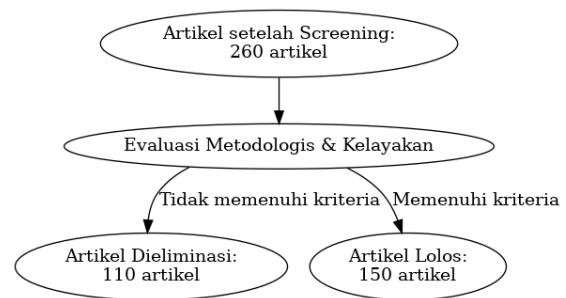 Artikel setelah Screening:
260 artikel
Evaluasi Metodologis & Kelayakan
Tidak memenuhi kriteria
Memenuhi kriteria
Artikel Dieliminasi:
110 artikel
Artikel Lolos:
150 artikel